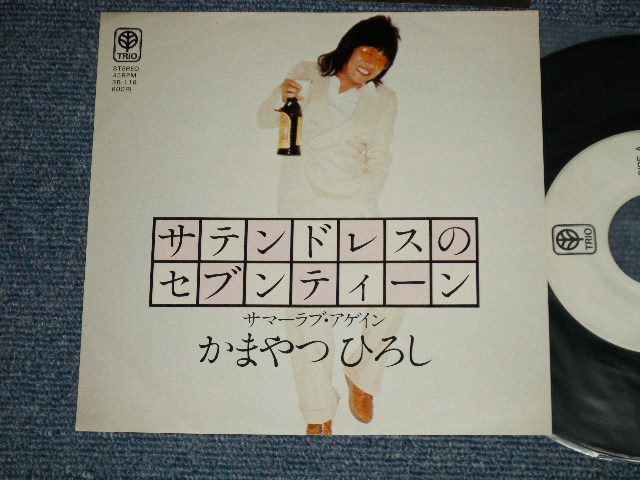 TRIO
STEREO
45RPM
3B-116
600円
サテンドレスの
セブンティーン
サマーラブ・アゲイン
かまやつひろし
TRIO
SIDE A